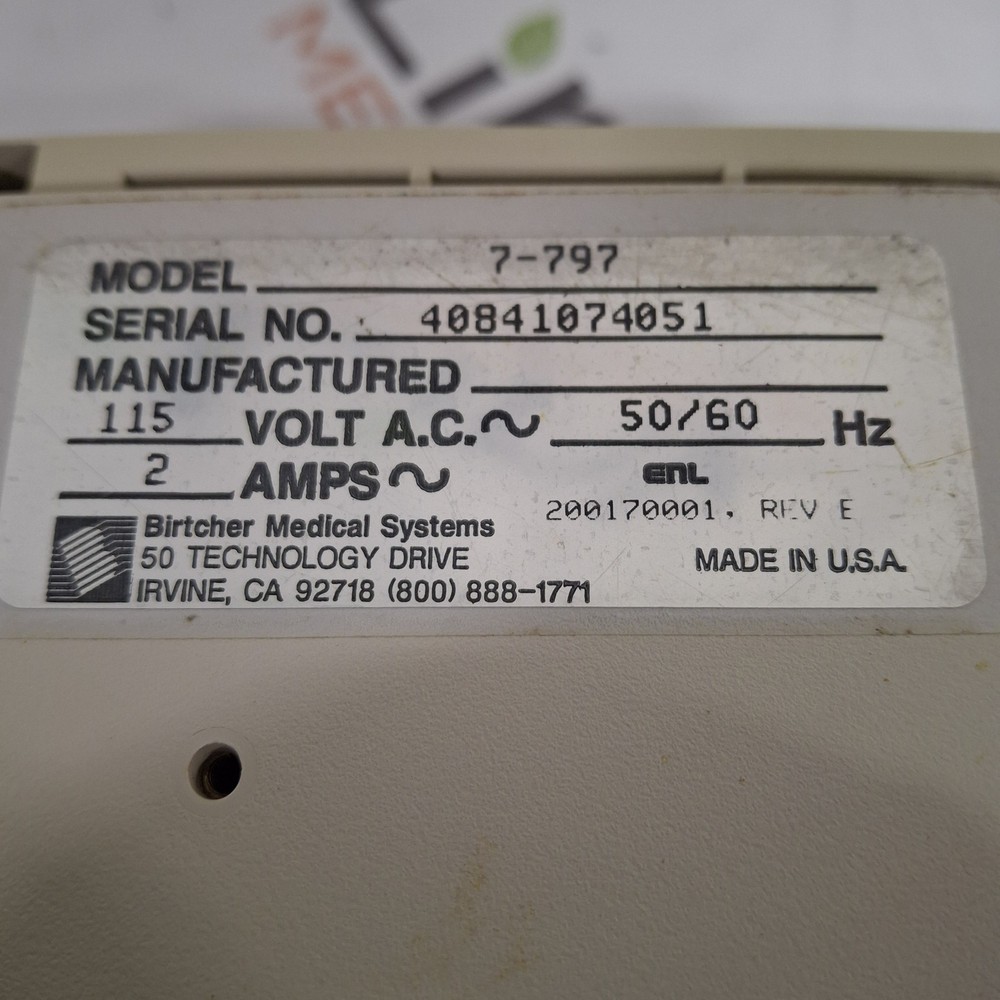 MODEL 7-797
SERIAL NO. 40841074051
MANUFACTURED
115 VOLT A.C. ~ 50/60 Hz
2 AMPS ~
ENL
200170001, REV E
Birtcher Medical Systems
50 TECHNOLOGY DRIVE
IRVINE, CA 92718 (800) 888-1771
MADE IN U.S.A.